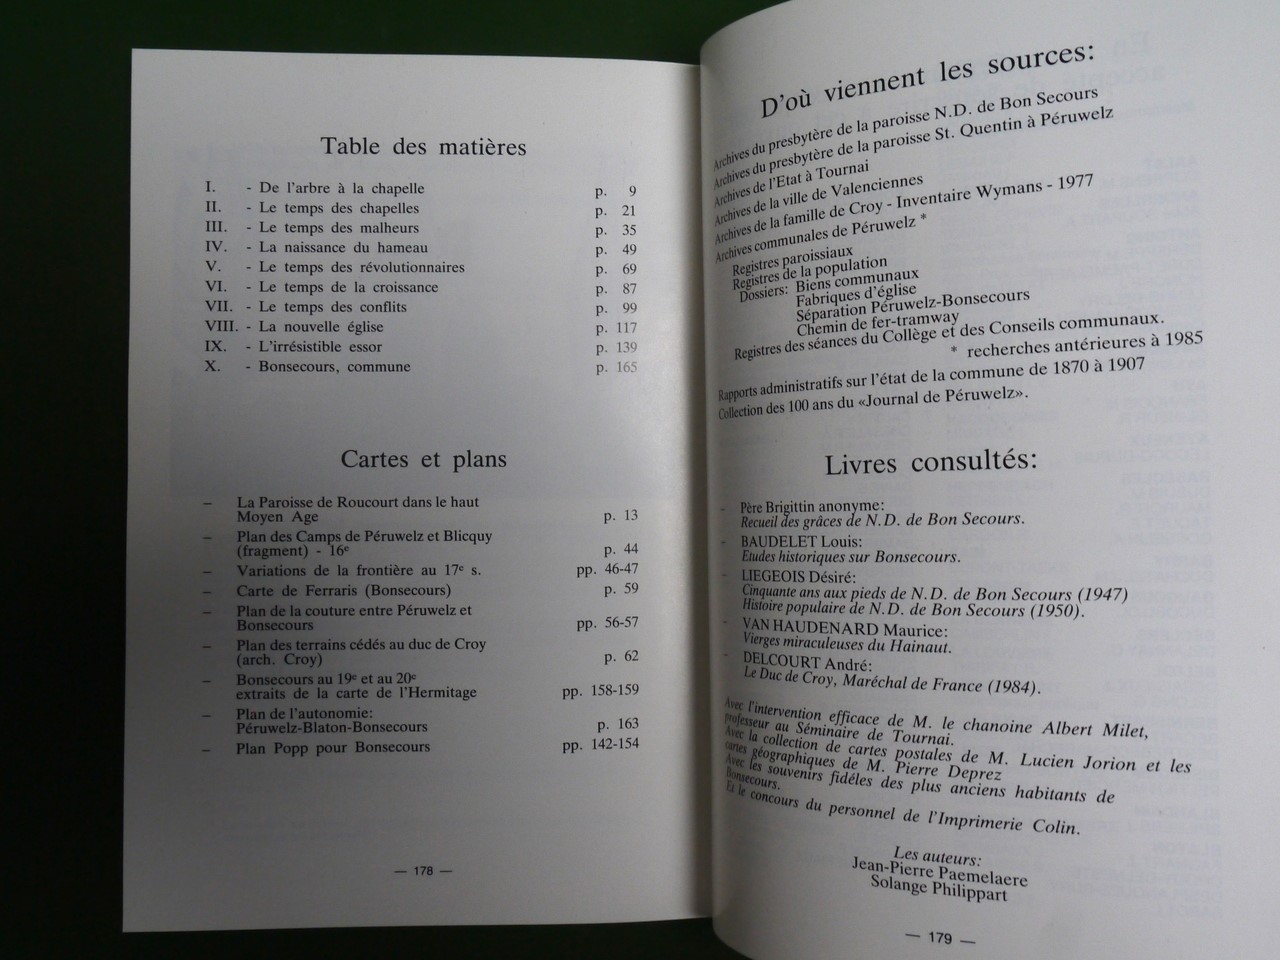 Table des matières
I. - De l'arbre à la chapelle p. 9
II. - Le temps des chapelles p. 21
III. - Le temps des malheurs p. 35
IV. - La naissance du hameau p. 49
V. - Le temps des révolutionnaires p. 69
VI. - Le temps de la croissance p. 87
VII. - Le temps des conflits p. 99
VIII. - La nouvelle église p. 117
IX. - L'irrésistible essor p. 139
X. - Bonsecours, commune p. 165
Cartes et plans
– La Paroisse de Roucourt dans le haut
Moyen Age p. 13
– Plan des Camps de Péruwelz et Blicquy
(fragment) - 16e p. 44
– Variations de la frontière au 17e s. pp. 46-47
– Carte de Ferraris (Bonsecours) p. 59
– Plan de la couture entre Péruwelz et
Bonsecours pp. 56-57
– Plan des terrains cédés au duc de Croy
(arch. Croy) p. 62
– Bonsecours au 19e et au 20e
extraits de la carte de l'Hermitage pp. 158-159
– Plan de l'autonomie:
Péruwelz-Blaton-Bonsecours p. 163
– Plan Popp pour Bonsecours pp. 142-154
— 178 —
D'où viennent les sources:
Archives du presbytère de la paroisse N.D. de Bon Secours
Archives du presbytère de la paroisse St. Quentin à Péruwelz
Archives de l'Etat à Tournai
Archives de la ville de Valenciennes
Archives de la famille de Croy - Inventaire Wymans - 1977
Archives communales de Péruwelz *
Registres paroissiaux
Registres de la population
Dossiers: Biens communaux
Fabriques d'église
Séparation Péruwelz-Bonsecours
Chemin de fer-tramway
Registres des séances du Collège et des Conseils communaux.
* recherches antérieures à 1985
Rapports administratifs sur l'état de la commune de 1870 à 1907
Collection des 100 ans du «Journal de Péruwelz».
Livres consultés:
- Père Brigittin anonyme:
Recueil des grâces de N.D. de Bon Secours.
- BAUDELET Louis:
Etudes historiques sur Bonsecours.
- LIEGEOIS Désiré:
Cinquante ans aux pieds de N.D. de Bon Secours (1947)
Histoire populaire de N.D. de Bon Secours (1950).
- VAN HAUDENARD Maurice:
Vierges miraculeuses du Hainaut.
- DELCOURT André:
Le Duc de Croy, Maréchal de France (1984).
Avec l'intervention efficace de M. le chanoine Albert Milet,
professeur au Séminaire de Tournai.
Avec la collection de cartes postales de M. Lucien Jorion et les
cartes géographiques de M. Pierre Deprez
Avec les souvenirs fidéles des plus anciens habitants de
Bonsecours.
Et le concours du personnel de l'Imprimerie Colin.
Les auteurs:
Jean-Pierre Paemelaere
Solange Philippart
— 179 —